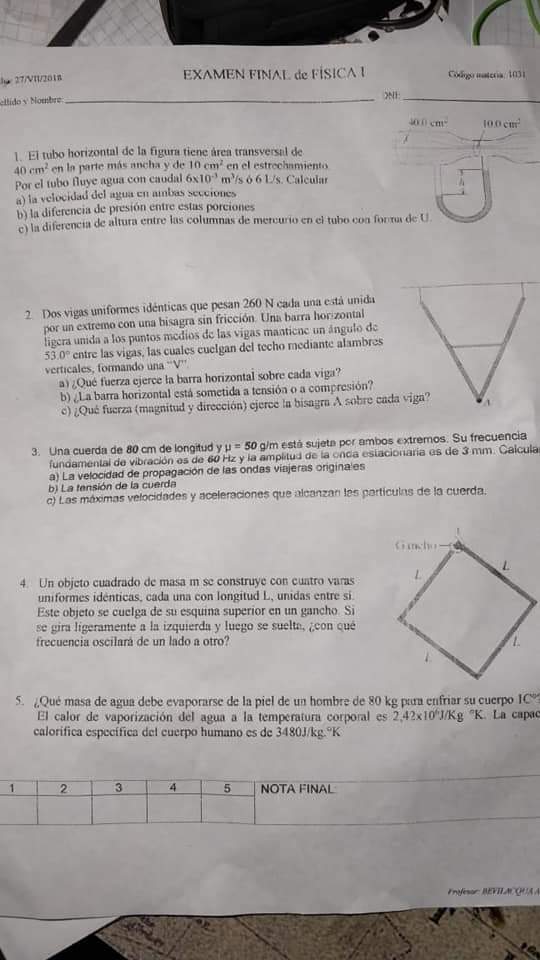 27/VII/2018
EXAMEN FINAL de FÍSICA I
Código materia: 1031
ellido y Nombre:
DNI:
40.0 cm²
10.0 cm²
1. El tubo horizontal de la figura tiene área transversal de
40 cm² en la parte más ancha y de 10 cm² en el estrechamiento.
Por el tubo fluye agua con caudal 6x10⁻³ m³/s ó 6 L/s. Calcular
a) la velocidad del agua en ambas secciones
b) la diferencia de presión entre estas porciones
c) la diferencia de altura entre las columnas de mercurio en el tubo con forma de U.
h
2. Dos vigas uniformes idénticas que pesan 260 N cada una está unida
por un extremo con una bisagra sin fricción. Una barra horizontal
ligera unida a los puntos medios de las vigas mantiene un ángulo de
53.0° entre las vigas, las cuales cuelgan del techo mediante alambres
verticales, formando una "V".
a) ¿Qué fuerza ejerce la barra horizontal sobre cada viga?
b) ¿La barra horizontal está sometida a tensión o a compresión?
c) ¿Qué fuerza (magnitud y dirección) ejerce la bisagra A sobre cada viga?
A
3. Una cuerda de 80 cm de longitud y μ = 50 g/m está sujeta por ambos extremos. Su frecuencia
fundamental de vibración es de 60 Hz y la amplitud de la onda estacionaria es de 3 mm. Calcula
a) La velocidad de propagación de las ondas viajeras originales
b) La tensión de la cuerda
c) Las máximas velocidades y aceleraciones que alcanzan las partículas de la cuerda.
Gancho
L
L
4. Un objeto cuadrado de masa m se construye con cuatro varas
uniformes idénticas, cada una con longitud L, unidas entre sí.
Este objeto se cuelga de su esquina superior en un gancho. Si
se gira ligeramente a la izquierda y luego se suelta, ¿con qué
frecuencia oscilará de un lado a otro?
L
L
5. ¿Qué masa de agua debe evaporarse de la piel de un hombre de 80 kg para enfriar su cuerpo 1C°?
El calor de vaporización del agua a la temperatura corporal es 2,42x10⁶J/Kg °K. La capac
calorífica específica del cuerpo humano es de 3480J/kg.°K
1 2 3 4 5 NOTA FINAL:
Profesor: BEVILACQUA A